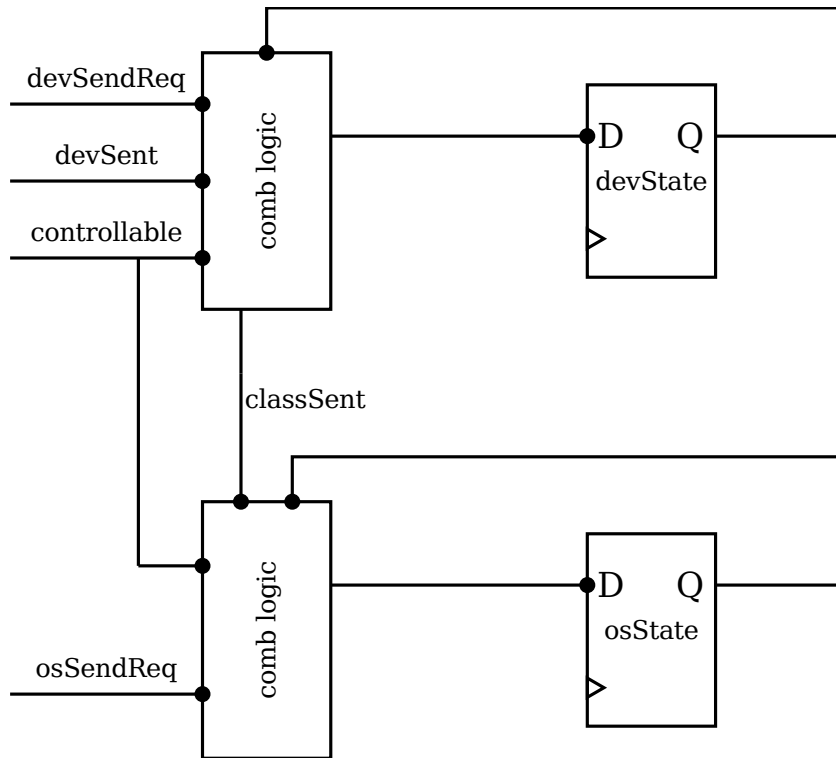 devSendReq
devSent
controllable
comb logic
D Q
devState
classSent
osSendReq
comb logic
D Q
osState